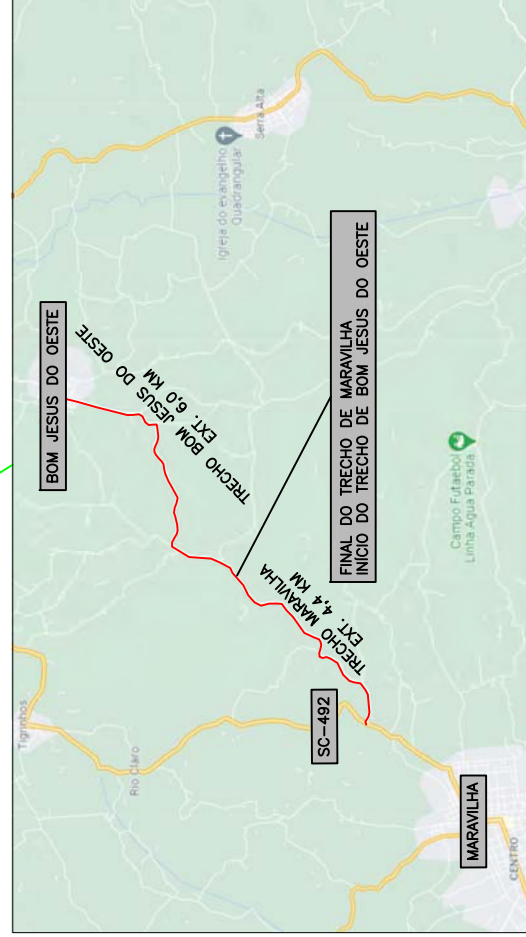 BOM JESUS DO OESTE
TRECHO BOM JESUS DO OESTE
EXT. 6,0 KM
Igreja do evangelho
Quadrangular
Serra Alta
FINAL DO TRECHO DE MARAVILHA
INÍCIO DO TRECHO DE BOM JESUS DO OESTE
TRECHO MARAVILHA
EXT. 4,4 KM
Tigrinhos
Rio Claro
SC-492
Campo Futaebol
Linha Agua Parada
MARAVILHA
CENTRO